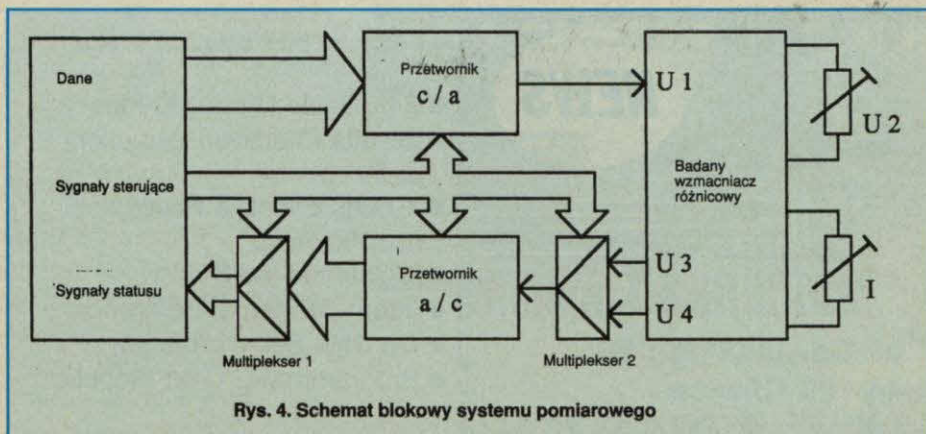 Dane
Sygnały sterujące
Sygnały statusu
Przetwornik
c / a
U 1
U 2
Badany
wzmacniacz
różnicowy
Przetwornik
a / c
U 3
U 4
I
Multiplekser 1
Multiplekser 2
Rys. 4. Schemat blokowy systemu pomiarowego